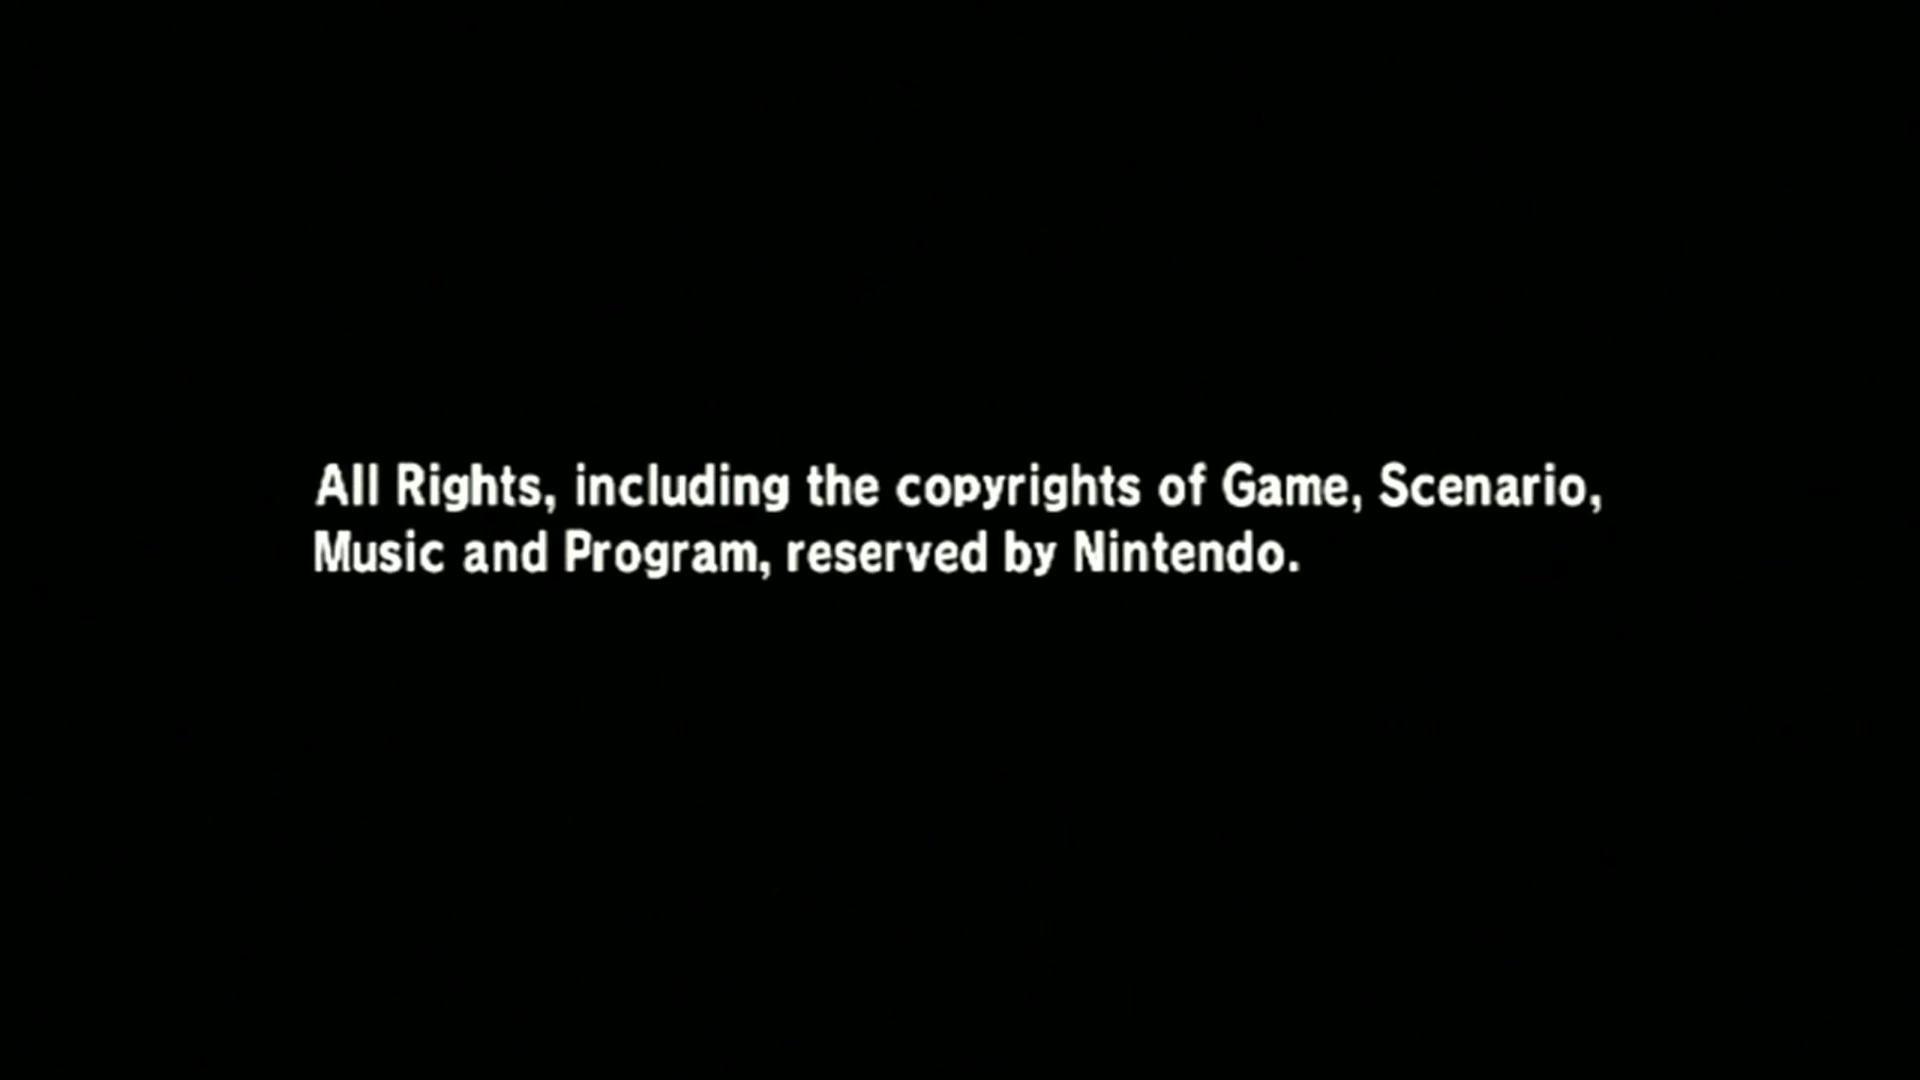 All Rights, including the copyrights of Game, Scenario,
Music and Program, reserved by Nintendo.